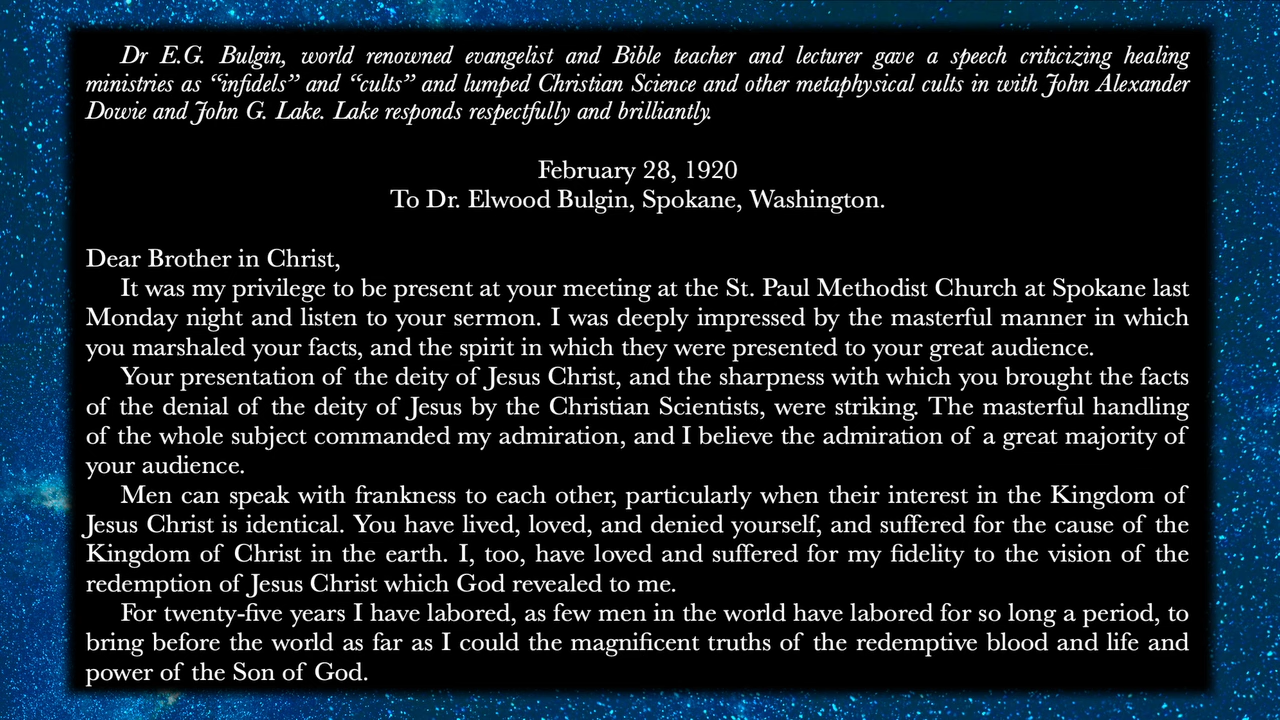 Dr E.G. Bulgin, world renowned evangelist and Bible teacher and lecturer gave a speech criticizing healing
ministries as “infidels” and “cults” and lumped Christian Science and other metaphysical cults in with John Alexander
Dowie and John G. Lake. Lake responds respectfully and brilliantly.
February 28, 1920
To Dr. Elwood Bulgin, Spokane, Washington.
Dear Brother in Christ,
It was my privilege to be present at your meeting at the St. Paul Methodist Church at Spokane last
Monday night and listen to your sermon. I was deeply impressed by the masterful manner in which
you marshaled your facts, and the spirit in which they were presented to your great audience.
Your presentation of the deity of Jesus Christ, and the sharpness with which you brought the facts
of the denial of the deity of Jesus by the Christian Scientists, were striking. The masterful handling
of the whole subject commanded my admiration, and I believe the admiration of a great majority of
your audience.
Men can speak with frankness to each other, particularly when their interest in the Kingdom of
Jesus Christ is identical. You have lived, loved, and denied yourself, and suffered for the cause of the
Kingdom of Christ in the earth. I, too, have loved and suffered for my fidelity to the vision of the
redemption of Jesus Christ which God revealed to me.
For twenty-five years I have labored, as few men in the world have labored for so long a period, to
bring before the world as far as I could the magnificent truths of the redemptive blood and life and
power of the Son of God.